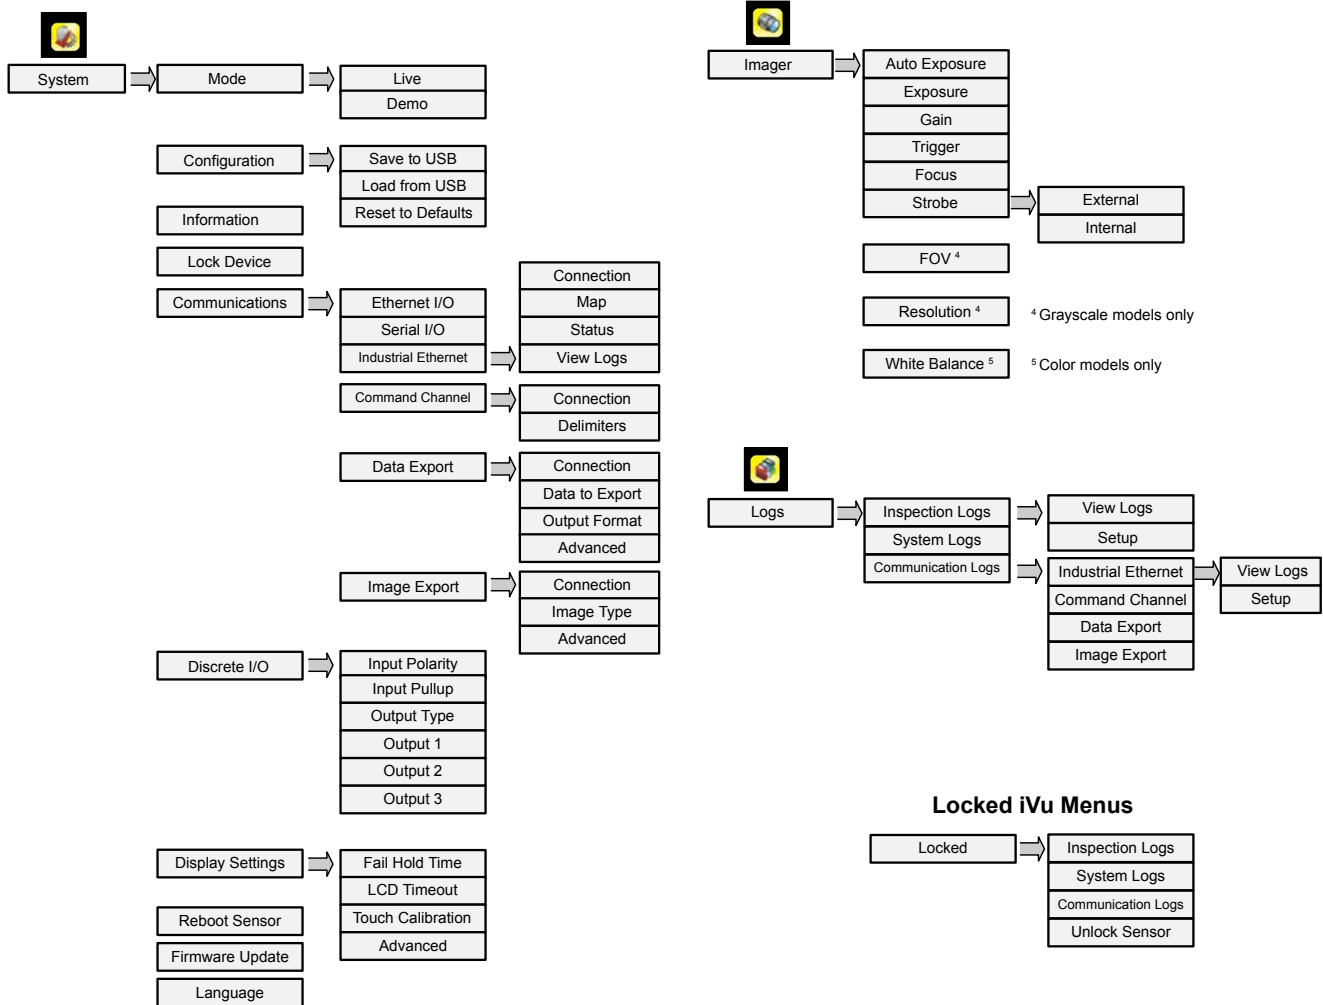 System
Mode
Live
Demo
Configuration
Save to USB
Load from USB
Reset to Defaults
Information
Lock Device
Communications
Ethernet I/O
Serial I/O
Industrial Ethernet
Connection
Map
Status
View Logs
Command Channel
Connection
Delimiters
Data Export
Connection
Data to Export
Output Format
Advanced
Image Export
Connection
Image Type
Advanced
Discrete I/O
Input Polarity
Input Pullup
Output Type
Output 1
Output 2
Output 3
Display Settings
Fail Hold Time
LCD Timeout
Touch Calibration
Advanced
Reboot Sensor
Firmware Update
Language
Imager
Auto Exposure
Exposure
Gain
Trigger
Focus
Strobe
External
Internal
FOV ⁴
Resolution ⁴
⁴ Grayscale models only
White Balance ⁵
⁵ Color models only
Logs
Inspection Logs
System Logs
Communication Logs
View Logs
Setup
Industrial Ethernet
Command Channel
Data Export
Image Export
View Logs
Setup
Locked iVu Menus
Locked
Inspection Logs
System Logs
Communication Logs
Unlock Sensor